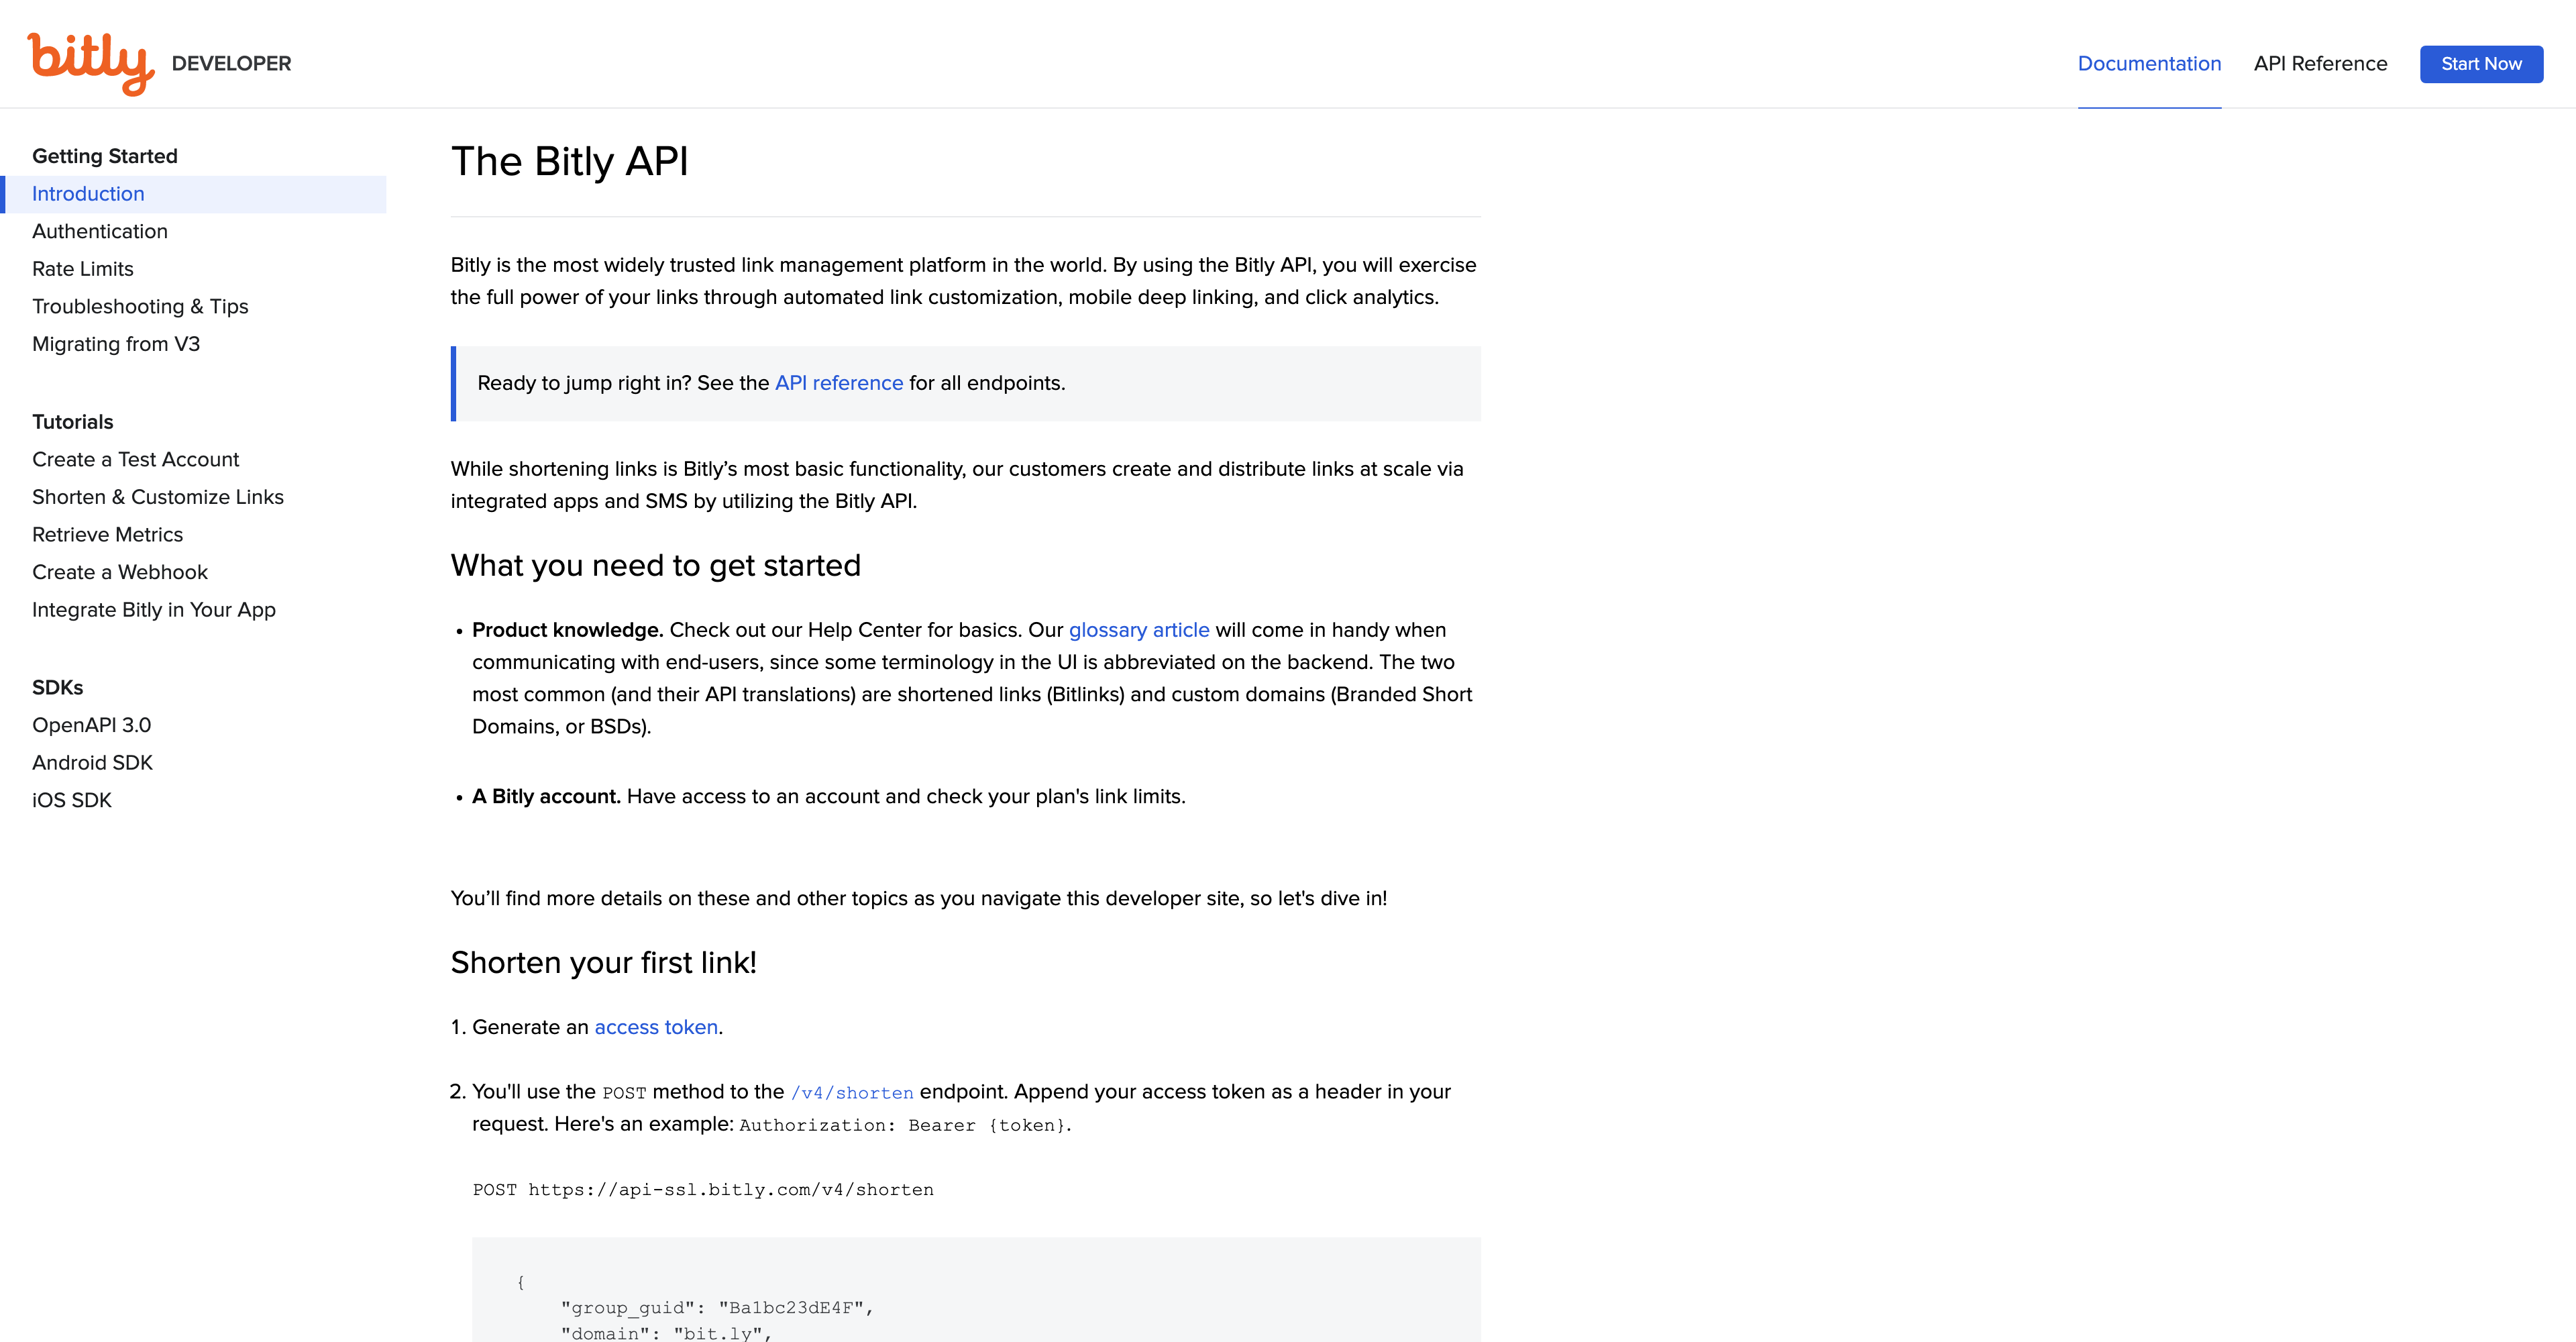 bitly DEVELOPER
Documentation
API Reference
Start Now
Getting Started
Introduction
Authentication
Rate Limits
Troubleshooting & Tips
Migrating from V3
Tutorials
Create a Test Account
Shorten & Customize Links
Retrieve Metrics
Create a Webhook
Integrate Bitly in Your App
SDKs
OpenAPI 3.0
Android SDK
iOS SDK
The Bitly API
Bitly is the most widely trusted link management platform in the world. By using the Bitly API, you will exercise
the full power of your links through automated link customization, mobile deep linking, and click analytics.
Ready to jump right in? See the API reference for all endpoints.
While shortening links is Bitly’s most basic functionality, our customers create and distribute links at scale via
integrated apps and SMS by utilizing the Bitly API.
What you need to get started
• Product knowledge. Check out our Help Center for basics. Our glossary article will come in handy when
communicating with end-users, since some terminology in the UI is abbreviated on the backend. The two
most common (and their API translations) are shortened links (Bitlinks) and custom domains (Branded Short
Domains, or BSDs).
• A Bitly account. Have access to an account and check your plan's link limits.
You’ll find more details on these and other topics as you navigate this developer site, so let's dive in!
Shorten your first link!
1. Generate an access token.
2. You'll use the POST method to the /v4/shorten endpoint. Append your access token as a header in your
request. Here's an example: Authorization: Bearer {token}.
POST https://api-ssl.bitly.com/v4/shorten
{
"group_guid": "Ba1bc23dE4F",
"domain": "bit.ly",